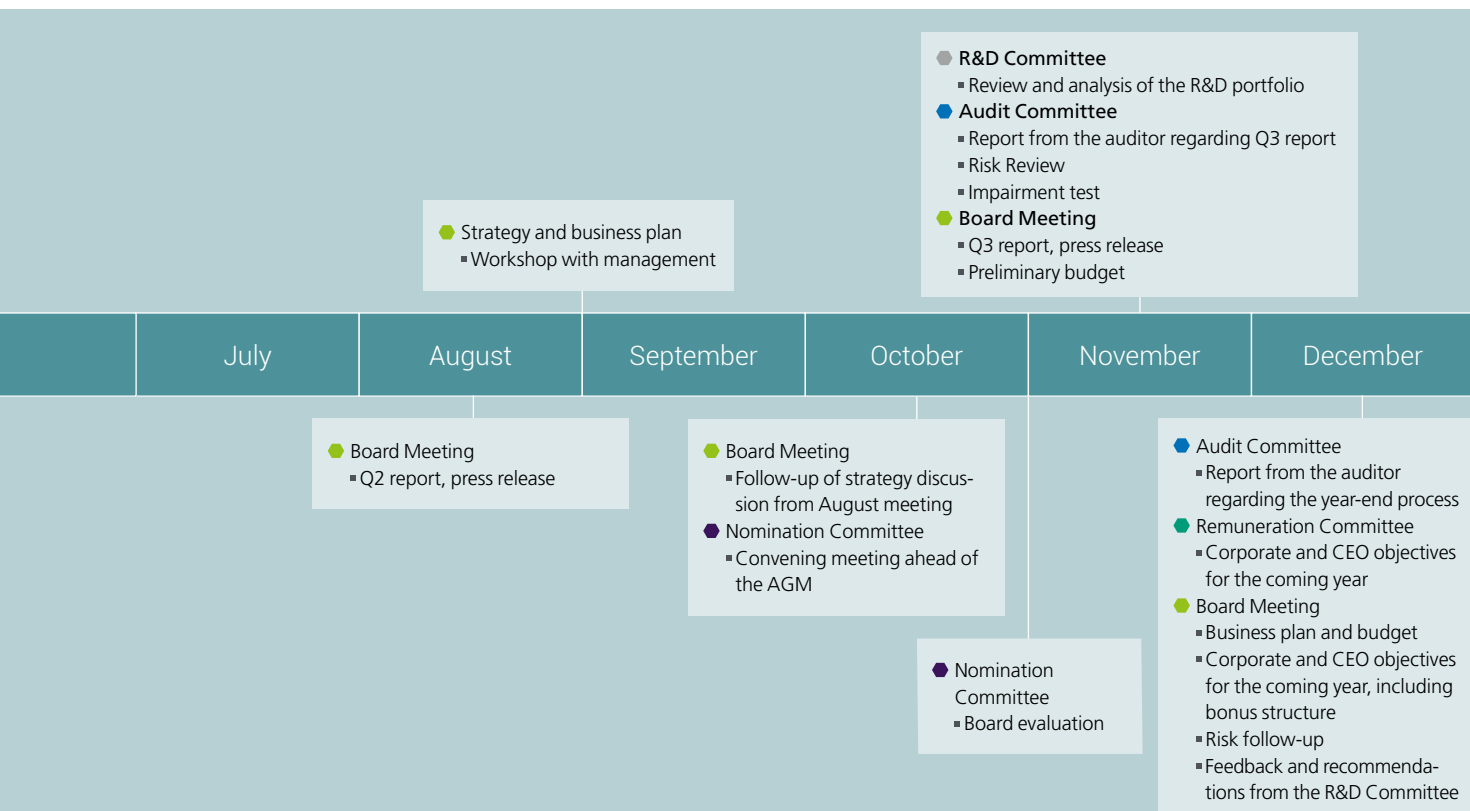 R&D Committee
Review and analysis of the R&D portfolio
Audit Committee
Report from the auditor regarding Q3 report
Risk Review
Impairment test
Board Meeting
Q3 report, press release
Preliminary budget
Strategy and business plan
Workshop with management
July
August
September
October
November
December
Board Meeting
Q2 report, press release
Board Meeting
Follow-up of strategy discus-
sion from August meeting
Nomination Committee
Convening meeting ahead of
the AGM
Nomination
Committee
Board evaluation
Audit Committee
Report from the auditor
regarding the year-end process
Remuneration Committee
Corporate and CEO objectives
for the coming year
Board Meeting
Business plan and budget
Corporate and CEO objectives
for the coming year, including
bonus structure
Risk follow-up
Feedback and recommenda-
tions from the R&D Committee